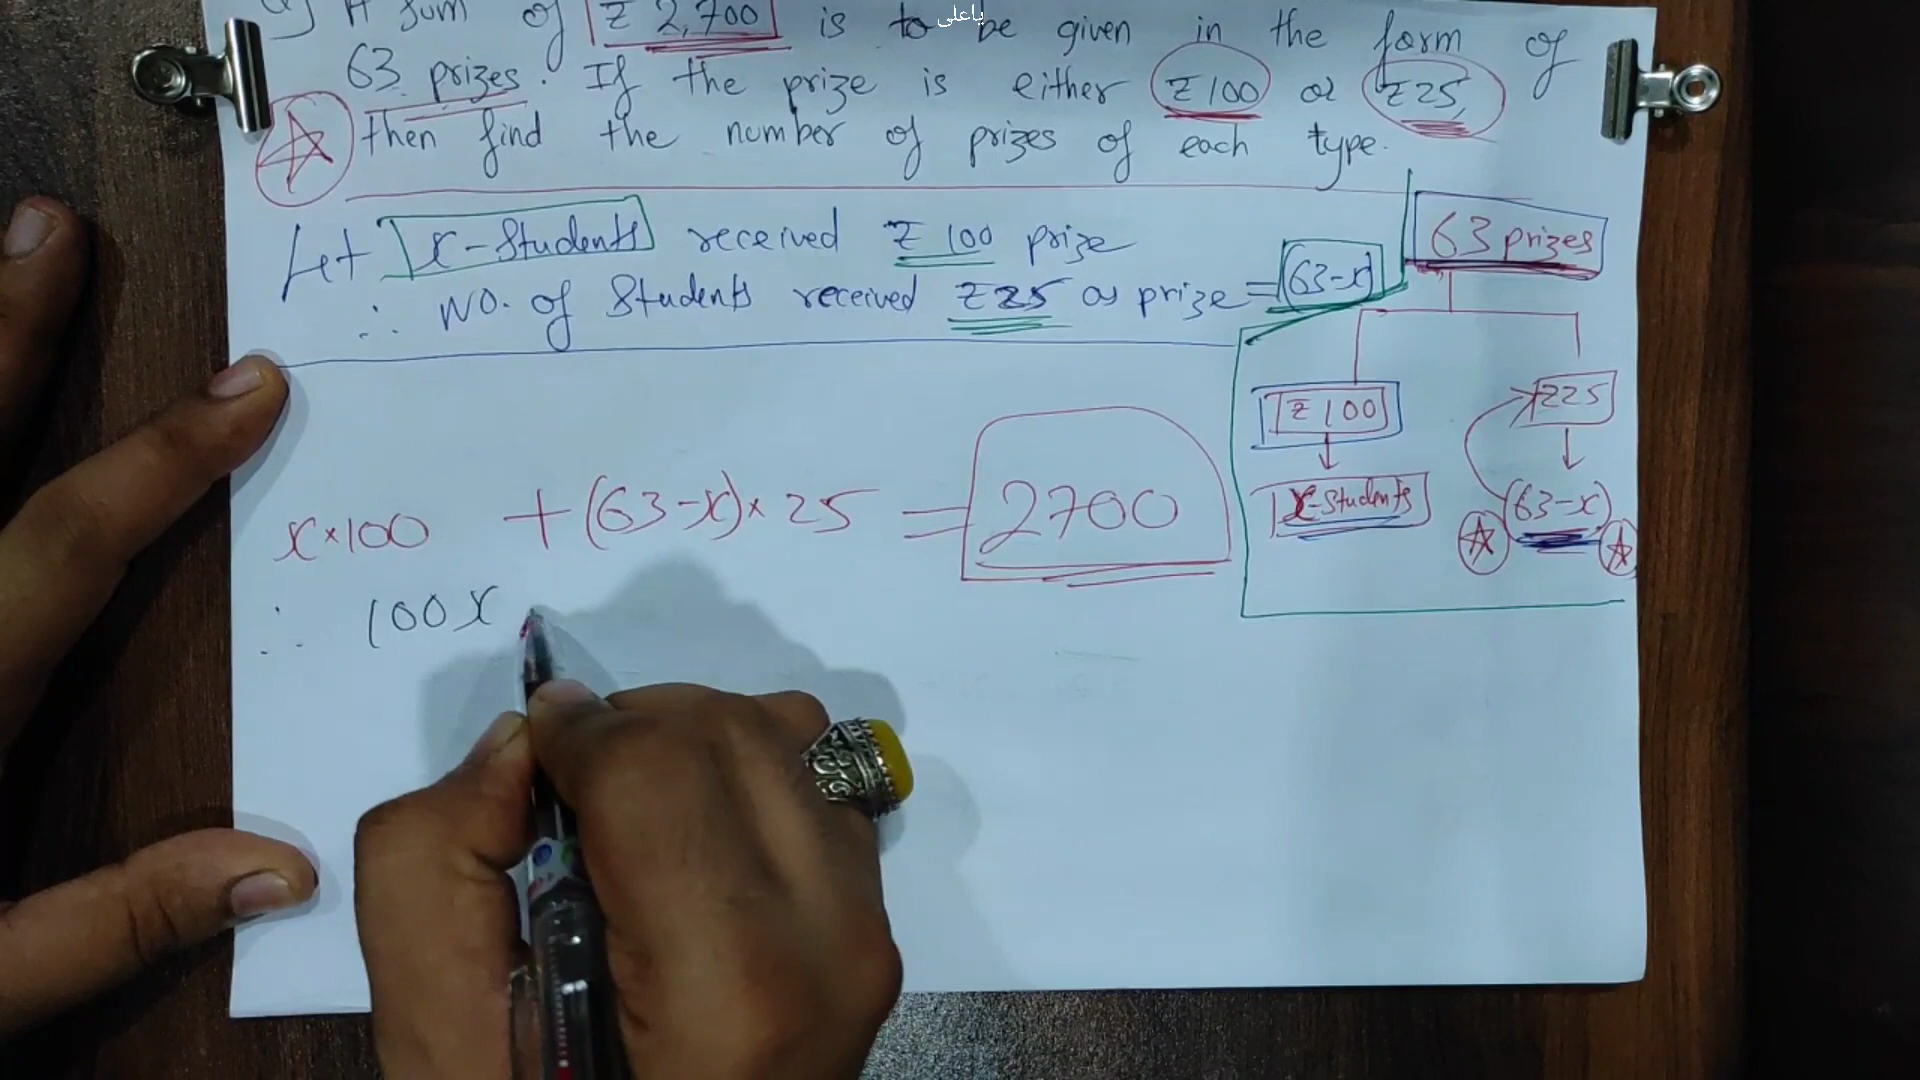 Q) A sum of ₹ 2,700 is to be given in the form of
63 prizes. If the prize is either ₹100 or ₹25,
then find the number of prizes of each type.
ياعلى
Let x-Students received ₹ 100 prize
∴ No. of Students received ₹25 as prize = (63-x)
63 prizes
₹100
₹25
x-Students
(63-x)
x×100 + (63-x)×25 = 2700
∴ 100x